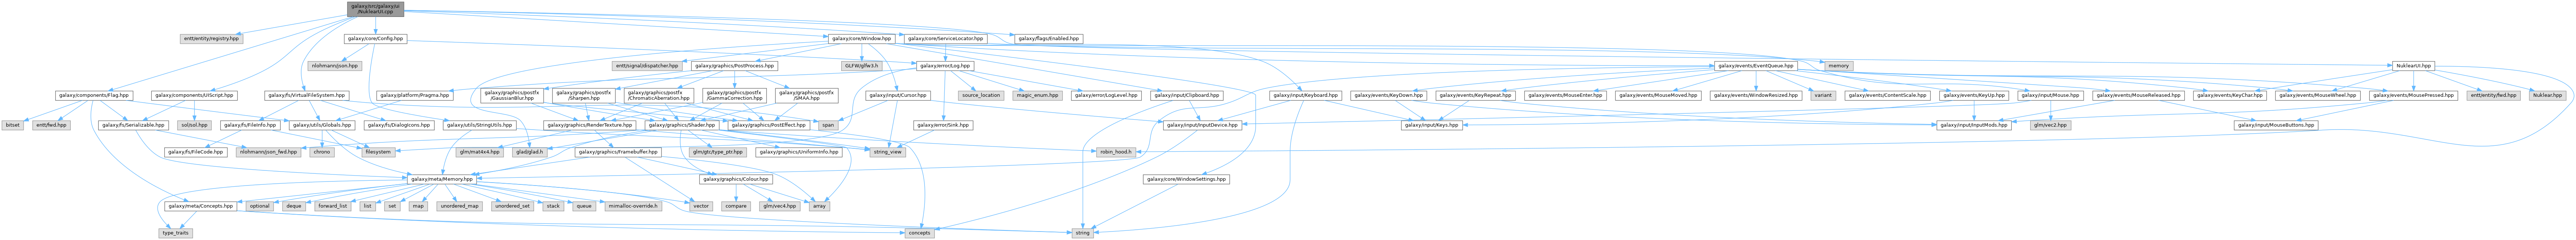 galaxy/src/galaxy/ui
/NuklearUI.cpp
entt/entity/registry.hpp
galaxy/core/Config.hpp
galaxy/core/Window.hpp
galaxy/core/ServiceLocator.hpp
galaxy/flags/Enabled.hpp
nlohmann/json.hpp
entt/signal/dispatcher.hpp
galaxy/graphics/PostProcess.hpp
GLFW/glfw3.h
galaxy/error/Log.hpp
galaxy/events/EventQueue.hpp
memory
NuklearUI.hpp
galaxy/components/Flag.hpp
galaxy/components/UIScript.hpp
galaxy/fs/VirtualFileSystem.hpp
galaxy/platform/Pragma.hpp
galaxy/graphics/postfx
/GaussianBlur.hpp
galaxy/graphics/postfx
/Sharpen.hpp
galaxy/graphics/postfx
/ChromaticAberation.hpp
galaxy/graphics/postfx
/GammaCorrection.hpp
galaxy/graphics/postfx
/SMAA.hpp
galaxy/input/Cursor.hpp
source_location
magic_enum.hpp
galaxy/error/LogLevel.hpp
galaxy/input/Clipboard.hpp
galaxy/input/Keyboard.hpp
galaxy/events/KeyDown.hpp
galaxy/events/KeyRepeat.hpp
galaxy/events/MouseEnter.hpp
galaxy/events/MouseMoved.hpp
galaxy/events/WindowResized.hpp
variant
galaxy/events/ContentScale.hpp
galaxy/events/KeyUp.hpp
galaxy/input/Mouse.hpp
galaxy/events/MouseReleased.hpp
galaxy/events/KeyChar.hpp
galaxy/events/MouseWheel.hpp
galaxy/events/MousePressed.hpp
entt/entity/fwd.hpp
Nuklear.hpp
bitset
entt/fwd.hpp
galaxy/fs/Serializable.hpp
sol/sol.hpp
galaxy/fs/FileInfo.hpp
galaxy/utils/Globals.hpp
galaxy/fs/DialogIcons.hpp
galaxy/utils/StringUtils.hpp
galaxy/graphics/RenderTexture.hpp
galaxy/graphics/Shader.hpp
galaxy/graphics/PostEffect.hpp
span
galaxy/error/Sink.hpp
galaxy/input/InputDevice.hpp
galaxy/input/Keys.hpp
galaxy/input/InputMods.hpp
glm/vec2.hpp
galaxy/input/MouseButtons.hpp
galaxy/fs/FileCode.hpp
nlohmann/json_fwd.hpp
chrono
filesystem
glm/mat4x4.hpp
glad/glad.h
galaxy/graphics/Framebuffer.hpp
glm/gtc/type_ptr.hpp
galaxy/graphics/UniformInfo.hpp
string_view
robin_hood.h
galaxy/meta/Memory.hpp
galaxy/graphics/Colour.hpp
galaxy/core/WindowSettings.hpp
galaxy/meta/Concepts.hpp
optional
deque
forward_list
list
set
map
unordered_map
unordered_set
stack
queue
mimalloc-override.h
vector
compare
glm/vec4.hpp
array
type_traits
concepts
string